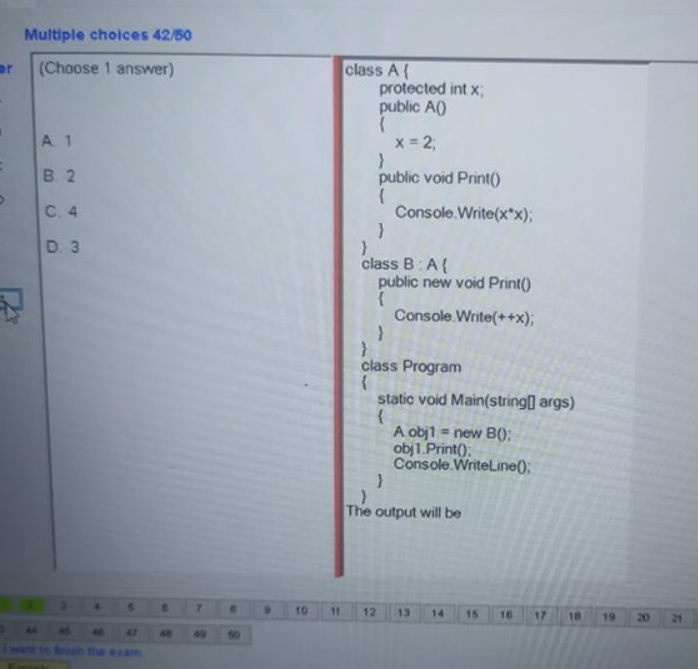 Multiple choices 42/50
er
(Choose 1 answer)
A. 1
B. 2
C. 4
D. 3
class A {
protected int x;
public A()
{
x = 2;
}
public void Print()
{
Console.Write(x*x);
}
}
class B : A {
public new void Print()
{
Console.Write(++x);
}
}
class Program
{
static void Main(string[] args)
{
A obj1 = new B();
obj1.Print();
Console.WriteLine();
}
}
The output will be
2 3 4 5 6 7 8 9 10 11 12 13 14 15 16 17 18 19 20 21
44 45 46 47 48 49 50
I want to finish the exam.
Finish